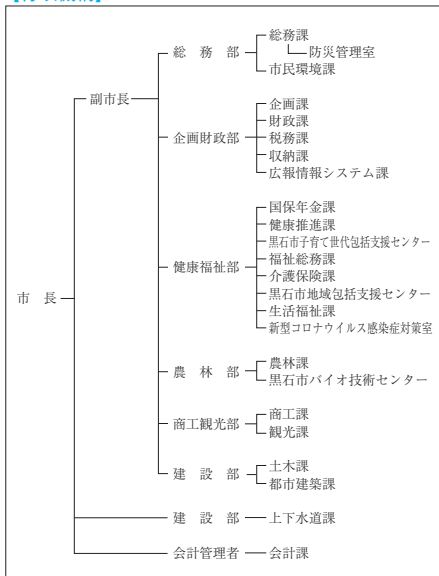 市　長
副市長
総　務　部
総務課
防災管理室
市民環境課
企画財政部
企画課
財政課
税務課
収納課
広報情報システム課
健康福祉部
国保年金課
健康推進課
黒石市子育て世代包括支援センター
福祉総務課
介護保険課
黒石市地域包括支援センター
生活福祉課
新型コロナウイルス感染症対策室
農　林　部
農林課
黒石市バイオ技術センター
商工観光部
商工課
観光課
建　設　部
土木課
都市建築課
建　設　部
上下水道課
会計管理者
会計課